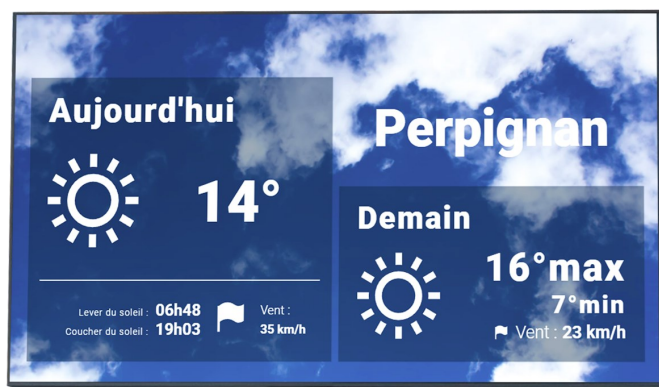 Aujourd'hui
14°
Lever du soleil : 06h48
Coucher du soleil : 19h03
Vent :
35 km/h
Perpignan
Demain
16°max
7°min
Vent : 23 km/h